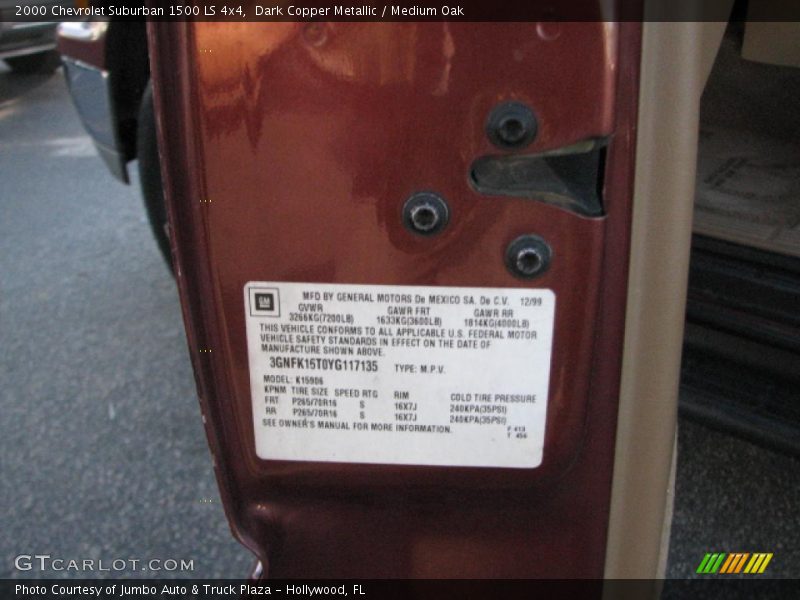 2000 Chevrolet Suburban 1500 LS 4x4, Dark Copper Metallic / Medium Oak
GM
MFD BY GENERAL MOTORS De MEXICO SA. De C.V. 12/99
GVWR GAWR FRT GAWR RR
3266KG(7200LB) 1633KG(3600LB) 1814KG(4000LB)
THIS VEHICLE CONFORMS TO ALL APPLICABLE U.S. FEDERAL MOTOR
VEHICLE SAFETY STANDARDS IN EFFECT ON THE DATE OF
MANUFACTURE SHOWN ABOVE.
3GNFK15T0YG117135 TYPE: M.P.V.
MODEL: K15906
KPNM TIRE SIZE SPEED RTG RIM COLD TIRE PRESSURE
FRT P265/70R16 S 16X7J 240KPA(35PSI)
RR P265/70R16 S 16X7J 240KPA(35PSI)
SEE OWNER'S MANUAL FOR MORE INFORMATION.
GTCARLOT.COM
Photo Courtesy of Jumbo Auto & Truck Plaza - Hollywood, FL